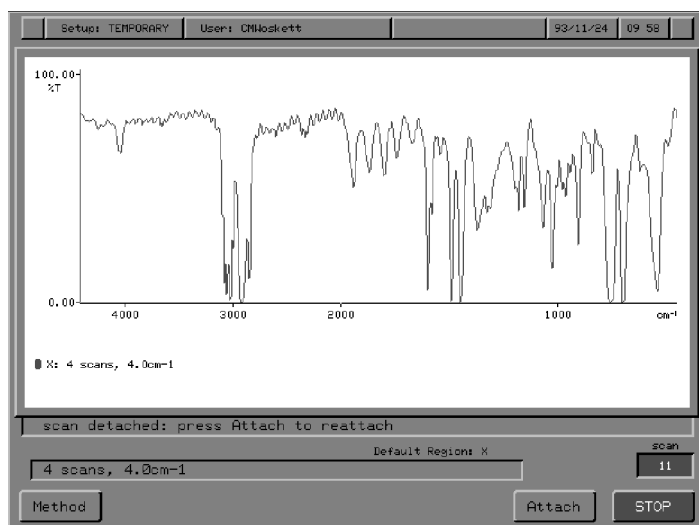 Setup: TEMPORARY User: CMWoskett 93/11/24 09 58
100.00
%T
0.00
4000 3000 2000 1000 cm-1
X: 4 scans, 4.0cm-1
scan detached: press Attach to reattach
Default Region: X
scan
4 scans, 4.0cm-1
11
Method Attach STOP